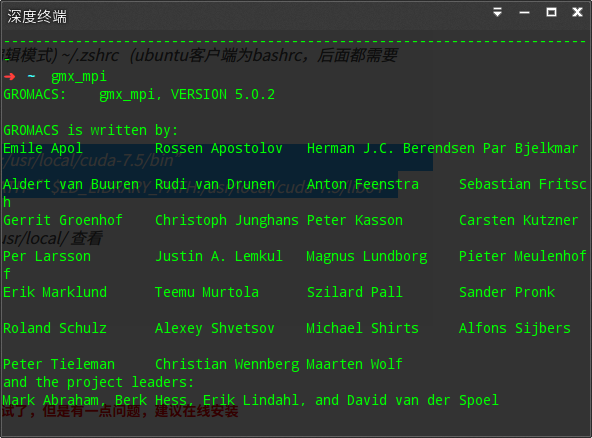 深度终端
--------------------------------------------------------------------------
辑模式) ~/.zshrc (ubuntu客户端为bashrc，后面都需要
-
➜ ~ gmx_mpi
GROMACS: gmx_mpi, VERSION 5.0.2
GROMACS is written by:
Emile Apol Rossen Apostolov Herman J.C. Berendsen Par Bjelkmar
/usr/local/cuda-7.5/bin
Aldert van Buuren Rudi van Drunen Anton Feenstra Sebastian Fritsc
h
Gerrit Groenhof Christoph Junghans Peter Kasson Carsten Kutzner
usr/local/ 查看
Per Larsson Justin A. Lemkul Magnus Lundborg Pieter Meulenhof
f
Erik Marklund Teemu Murtola Szilard Pall Sander Pronk
Roland Schulz Alexey Shvetsov Michael Shirts Alfons Sijbers
Peter Tieleman Christian Wennberg Maarten Wolf
and the project leaders:
Mark Abraham, Berk Hess, Erik Lindahl, and David van der Spoel
试了，但是有一点问题，建议在线安装